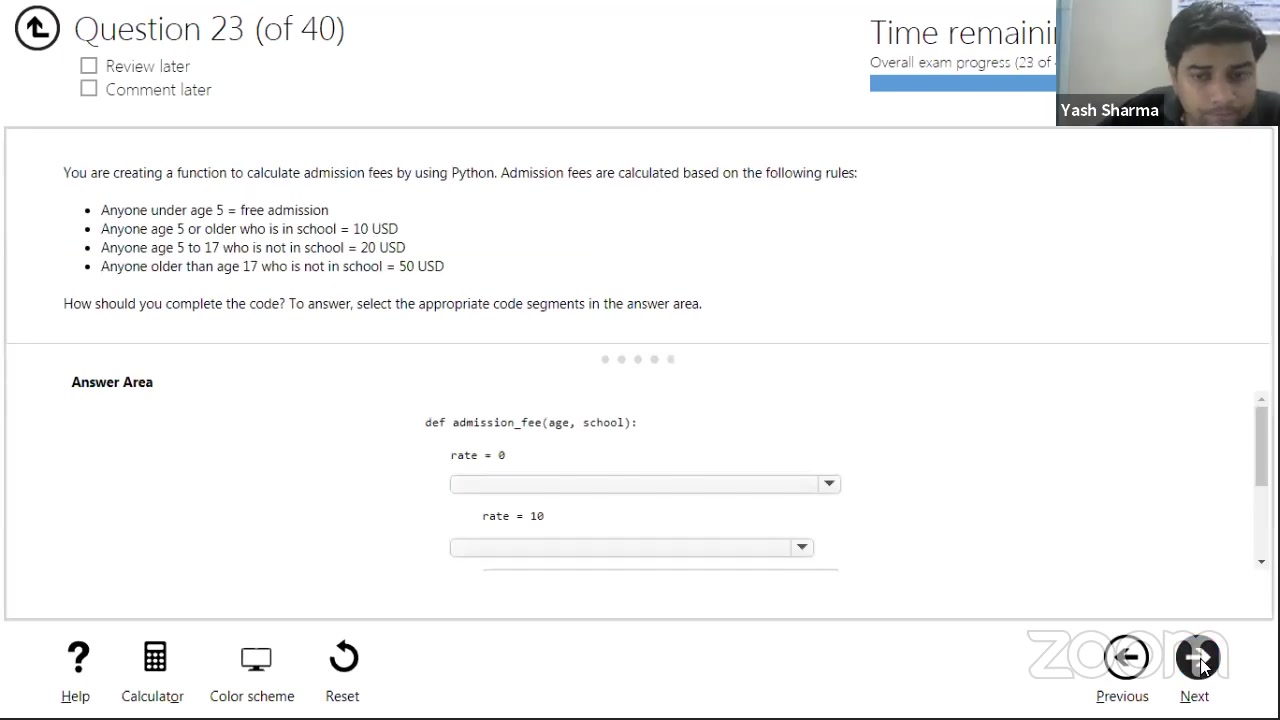 Question 23 (of 40)
Review later
Comment later
Time remaini
Overall exam progress (23 of
Yash Sharma
You are creating a function to calculate admission fees by using Python. Admission fees are calculated based on the following rules:
• Anyone under age 5 = free admission
• Anyone age 5 or older who is in school = 10 USD
• Anyone age 5 to 17 who is not in school = 20 USD
• Anyone older than age 17 who is not in school = 50 USD
How should you complete the code? To answer, select the appropriate code segments in the answer area.
Answer Area
def admission_fee(age, school):
rate = 0
rate = 10
zoom
Help
Calculator
Color scheme
Reset
Previous
Next